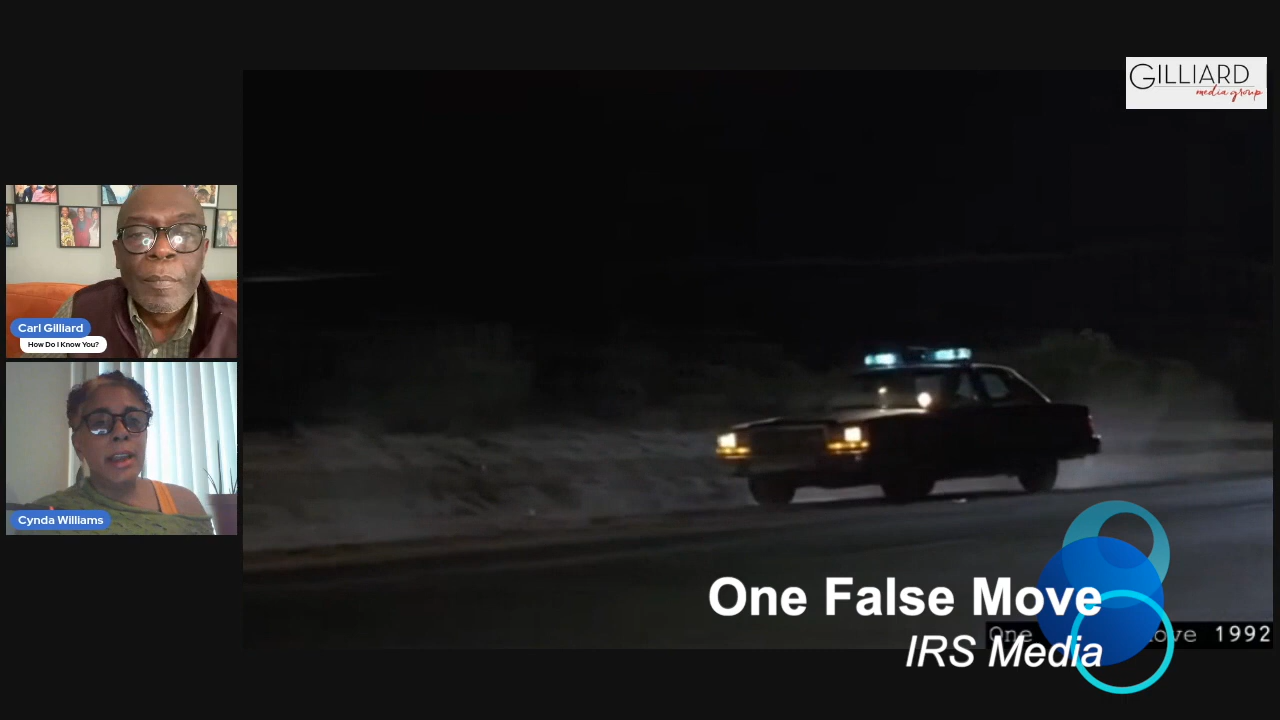 GILLIARD
media group
Carl Gilliard
How Do I Know You?
Cynda Williams
One False Move
IRS Media
One ove 1992